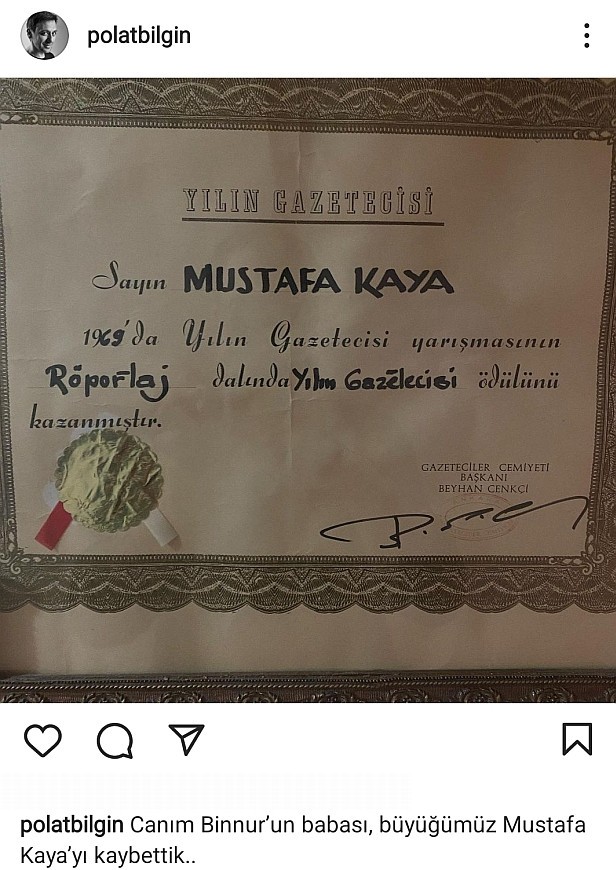 polatbilgin
YILIN GAZETECİSİ
Sayın MUSTAFA KAYA
1969'da Yılın Gazetecisi yarışmasının
Röportaj dalında Yılın Gazetecisi ödülünü
kazanmıştır.
GAZETECİLER CEMİYETİ
BAŞKANI
BEYHAN CENKÇİ
polatbilgin Canım Binnur’un babası, büyüğümüz Mustafa
Kaya’yı kaybettik..